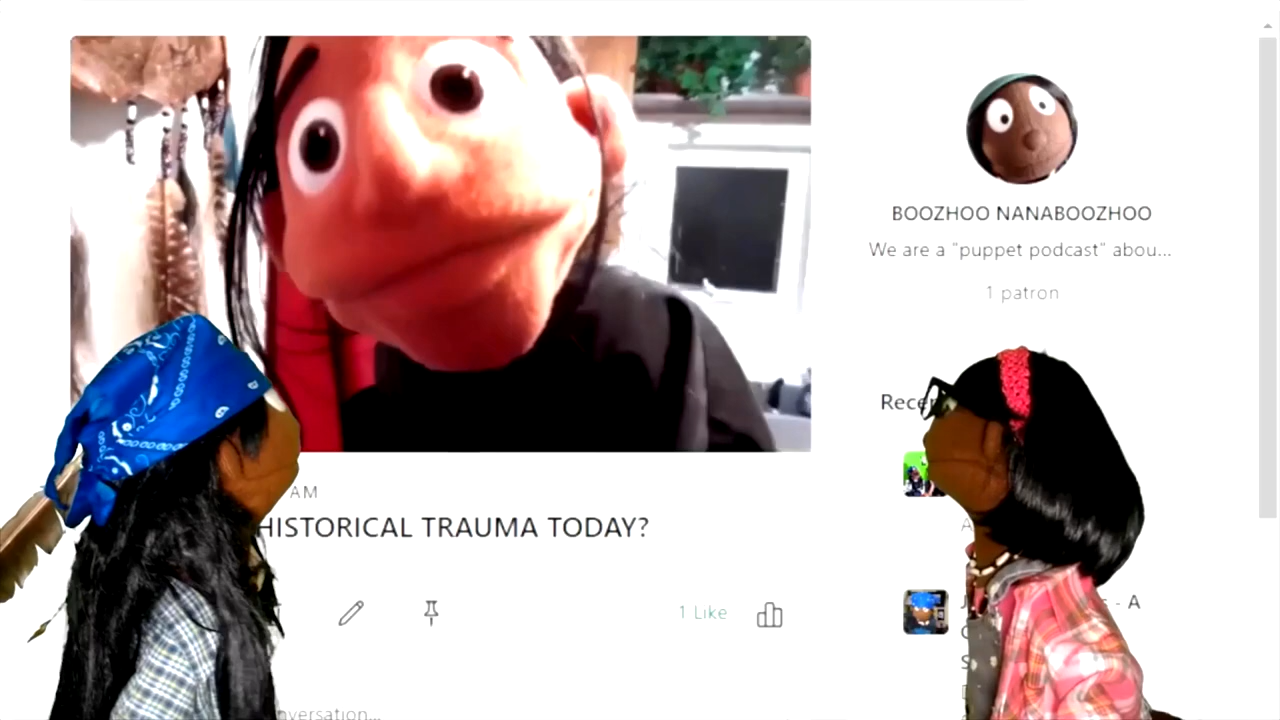 BOOZHOO NANABOOZHOO
We are a "puppet podcast" abou...
1 patron
AM
HISTORICAL TRAUMA TODAY?
1 Like
A
- A